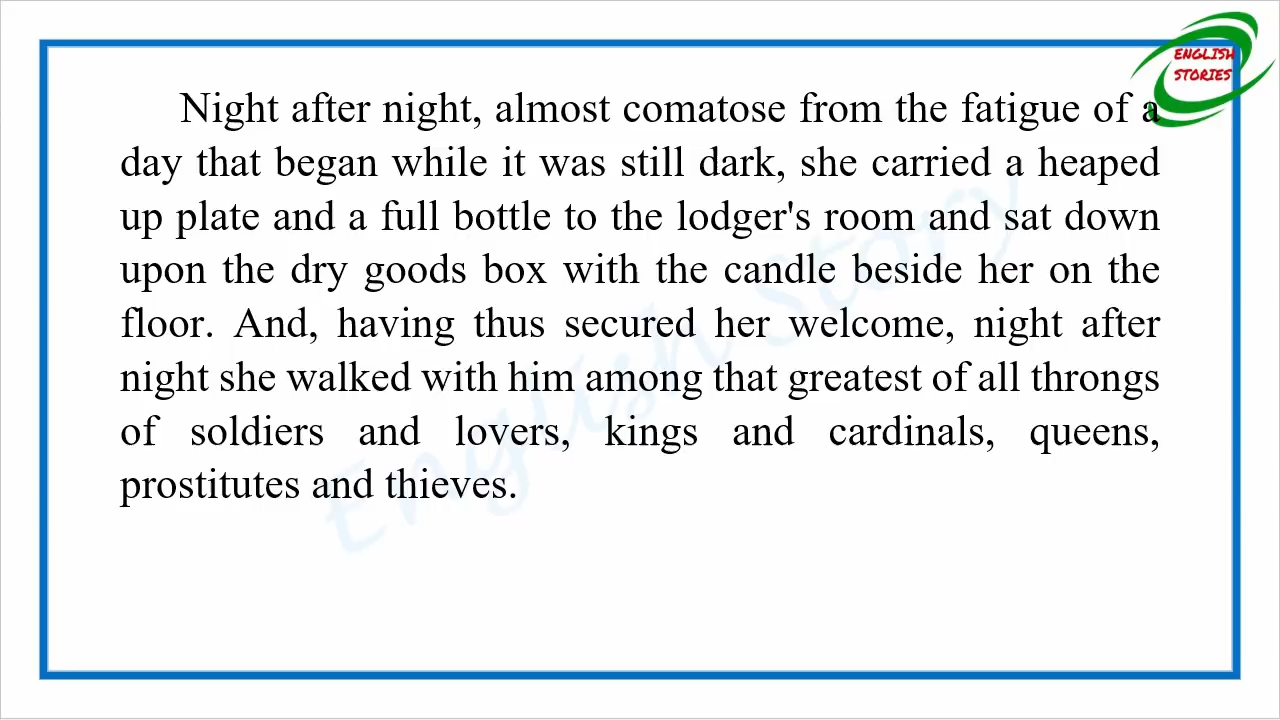 ENGLISH
STORIES
Night after night, almost comatose from the fatigue of a
day that began while it was still dark, she carried a heaped
up plate and a full bottle to the lodger's room and sat down
upon the dry goods box with the candle beside her on the
floor. And, having thus secured her welcome, night after
night she walked with him among that greatest of all throngs
of soldiers and lovers, kings and cardinals, queens,
prostitutes and thieves.
English Story